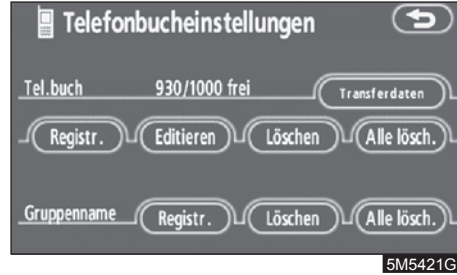 Telefonbucheinstellungen
Tel.buch 930/1000 frei Transferdaten
Registr. Editieren Löschen Alle lösch.
Gruppenname Registr. Löschen Alle lösch.
5M5421G